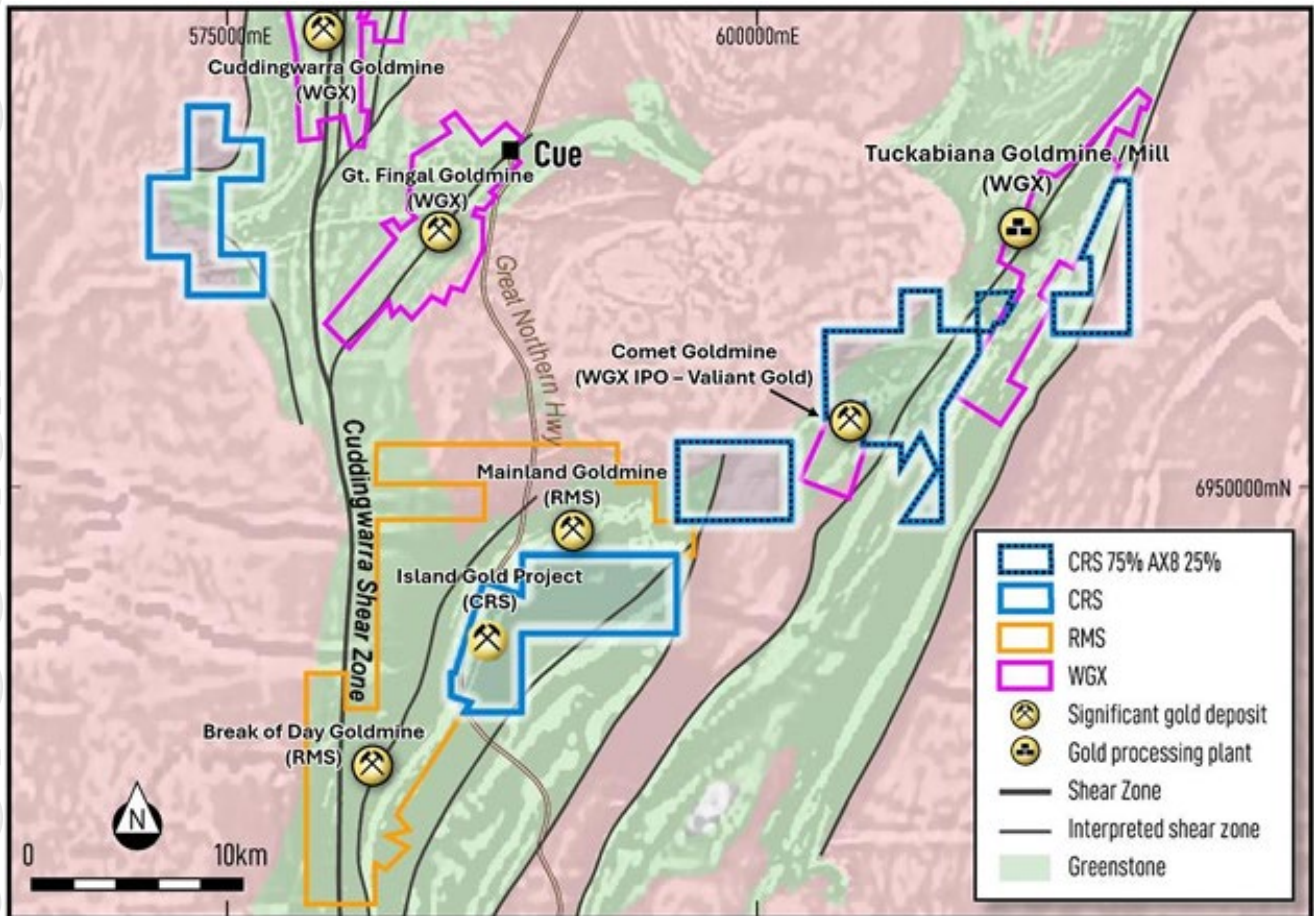 575000mE
600000mE
Cuddingwarra Goldmine
(WGX)
Cue
Tuckabiana Goldmine/Mill
(WGX)
Gt. Fingal Goldmine
(WGX)
Great Northern Hwy
Comet Goldmine
(WGX IPO – Valiant Gold)
Cuddingwarra Shear Zone
Mainland Goldmine
(RMS)
6950000mN
Island Gold Project
(CRS)
Break of Day Goldmine
(RMS)
N
0 10km
CRS 75% AX8 25%
CRS
RMS
WGX
Significant gold deposit
Gold processing plant
Shear Zone
Interpreted shear zone
Greenstone